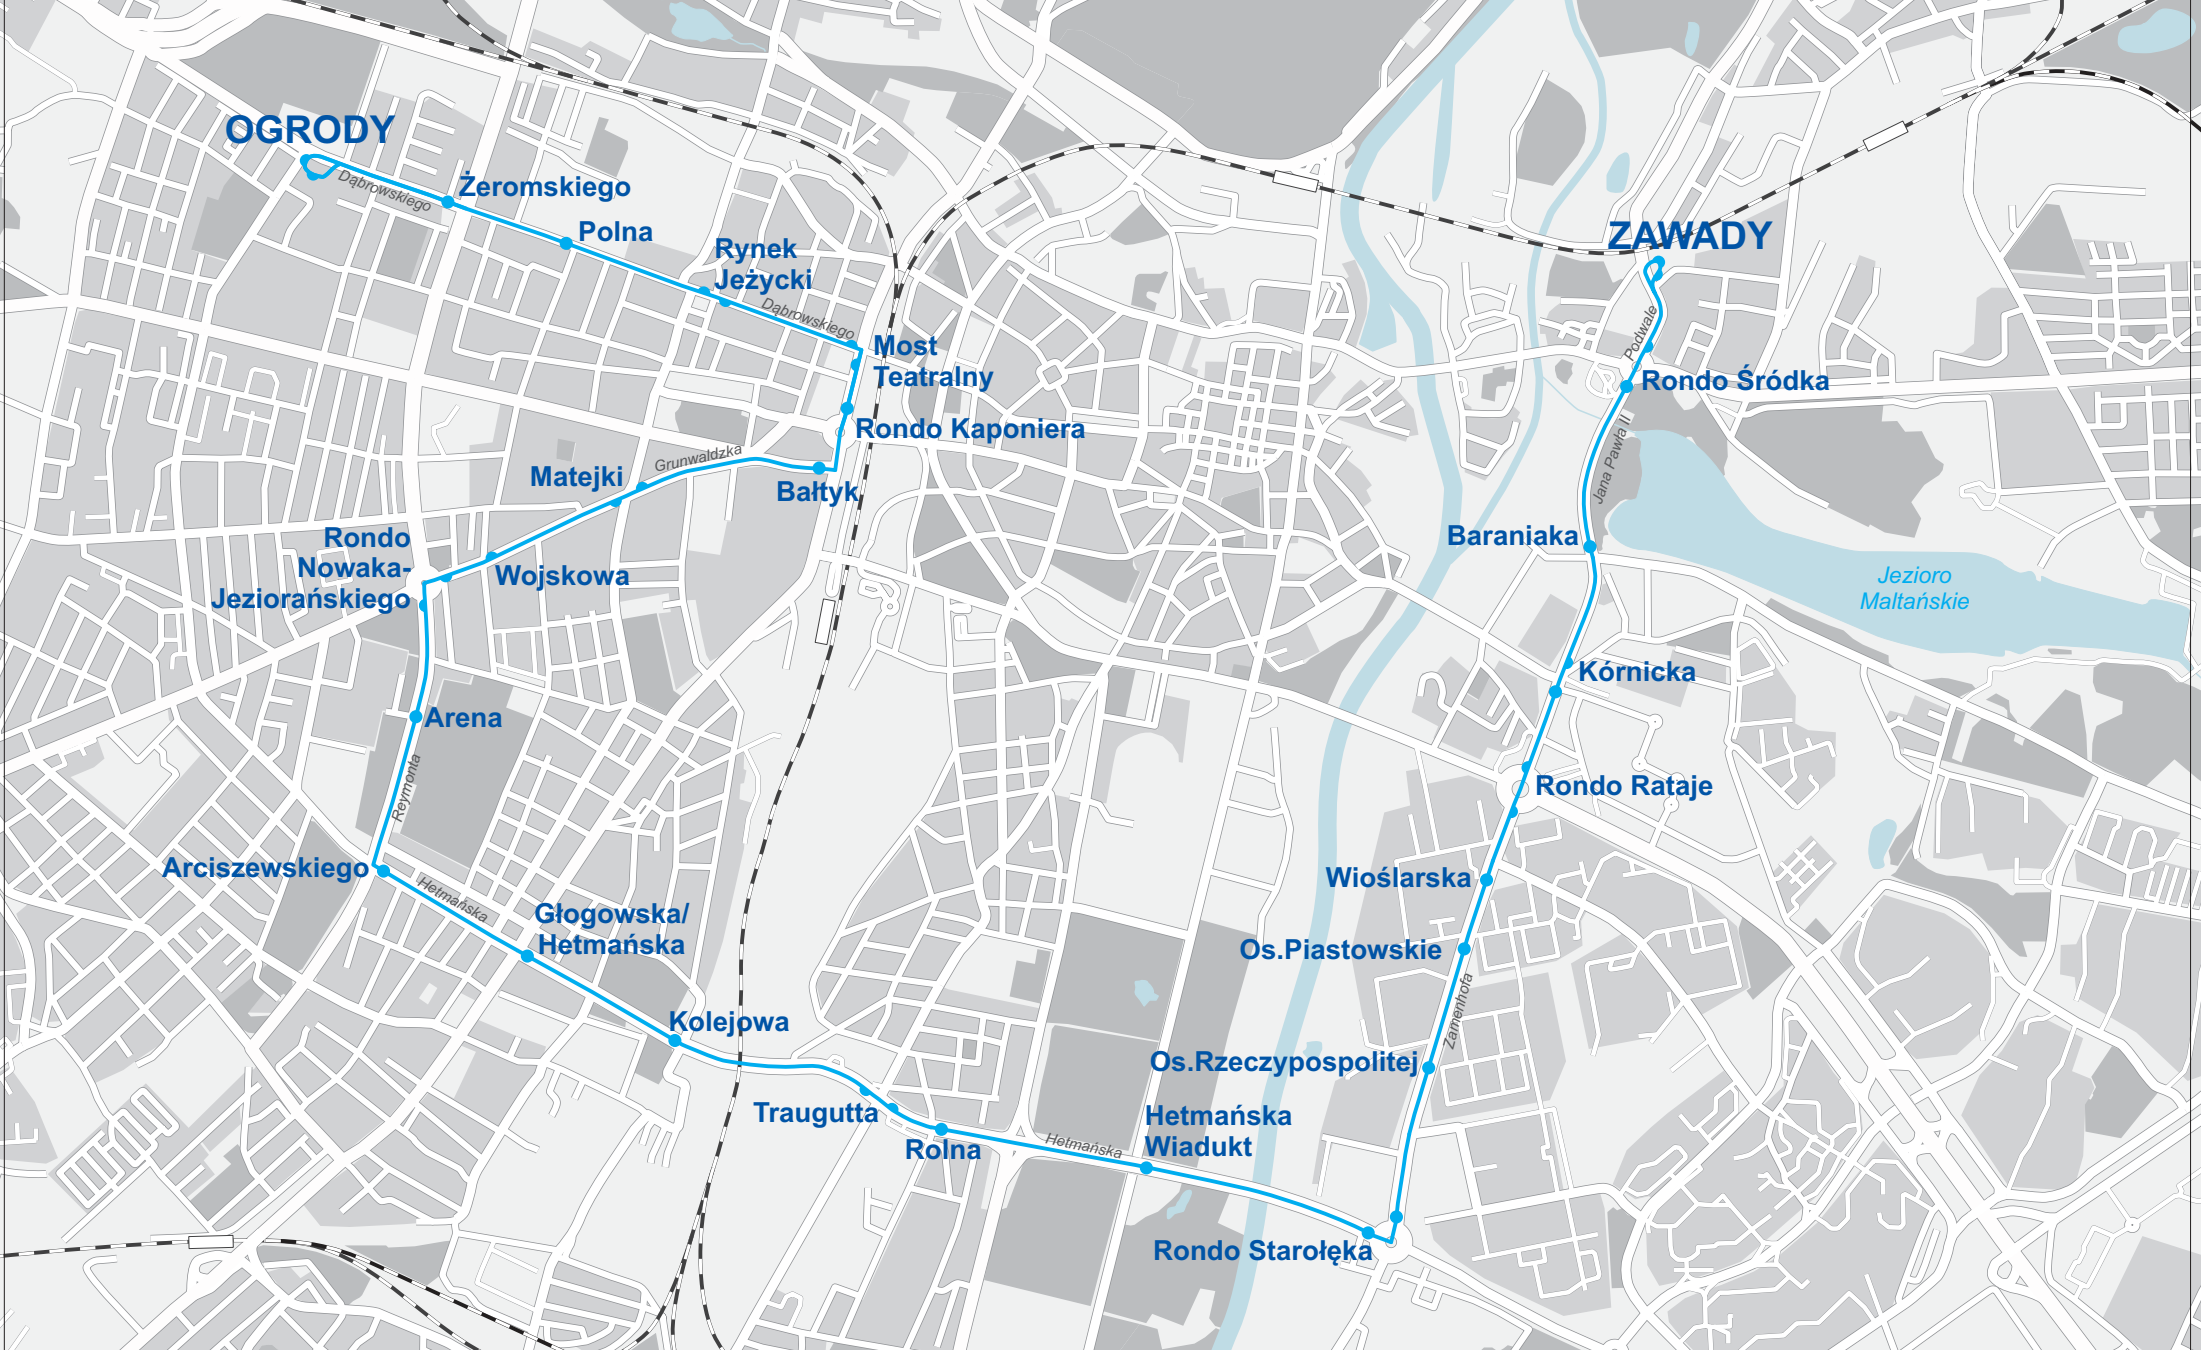 OGRODY
Dąbrowskiego
Żeromskiego
Polna
Rynek
Jeżycki
Dąbrowskiego
Most
Teatralny
Rondo Kaponiera
Bałtyk
Grunwaldzka
Matejki
Wojskowa
Rondo
Nowaka-
Jeziorańskiego
Arena
Reymonta
Arciszewskiego
Hetmańska
Głogowska/
Hetmańska
Kolejowa
Traugutta
Rolna
Hetmańska
Hetmańska
Wiadukt
Rondo Starołęka
Os.Rzeczypospolitej
Zamenhofa
Os.Piastowskie
Wioślarska
Rondo Rataje
Kórnicka
Baraniaka
Jezioro
Maltańskie
Jana Pawła II
Rondo Śródka
Podwale
ZAWADY